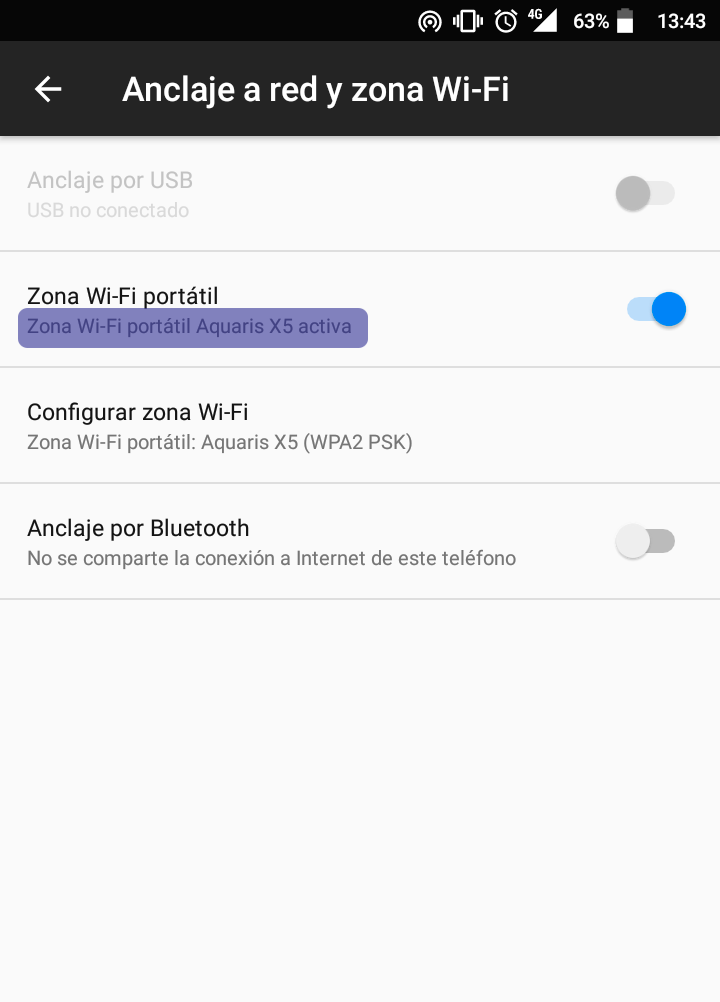 4G 63% 13:43
Anclaje a red y zona Wi-Fi
Anclaje por USB
USB no conectado
Zona Wi-Fi portátil
Zona Wi-Fi portátil Aquaris X5 activa
Configurar zona Wi-Fi
Zona Wi-Fi portátil: Aquaris X5 (WPA2 PSK)
Anclaje por Bluetooth
No se comparte la conexión a Internet de este teléfono